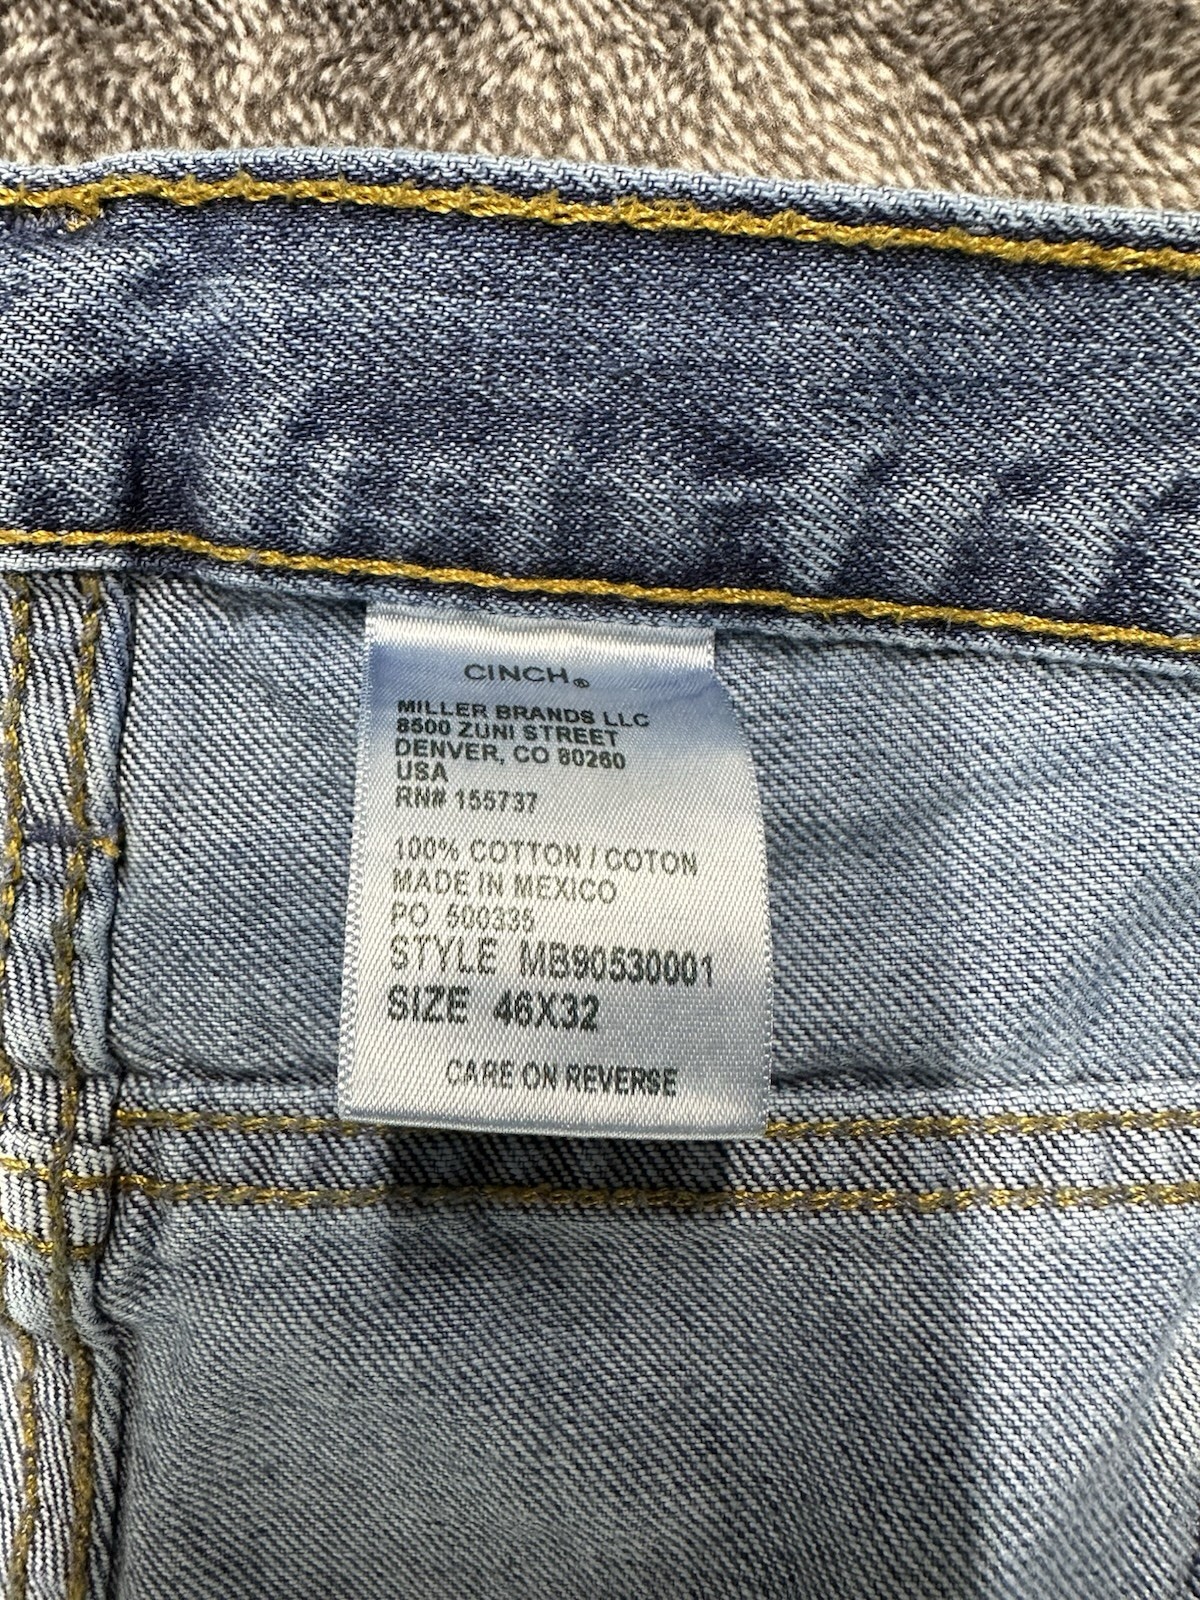 CINCH®
MILLER BRANDS LLC
8500 ZUNI STREET
DENVER, CO 80260
USA
RN# 155737
100% COTTON / COTON
MADE IN MEXICO
PO 500335
STYLE MB90530001
SIZE 46X32
CARE ON REVERSE